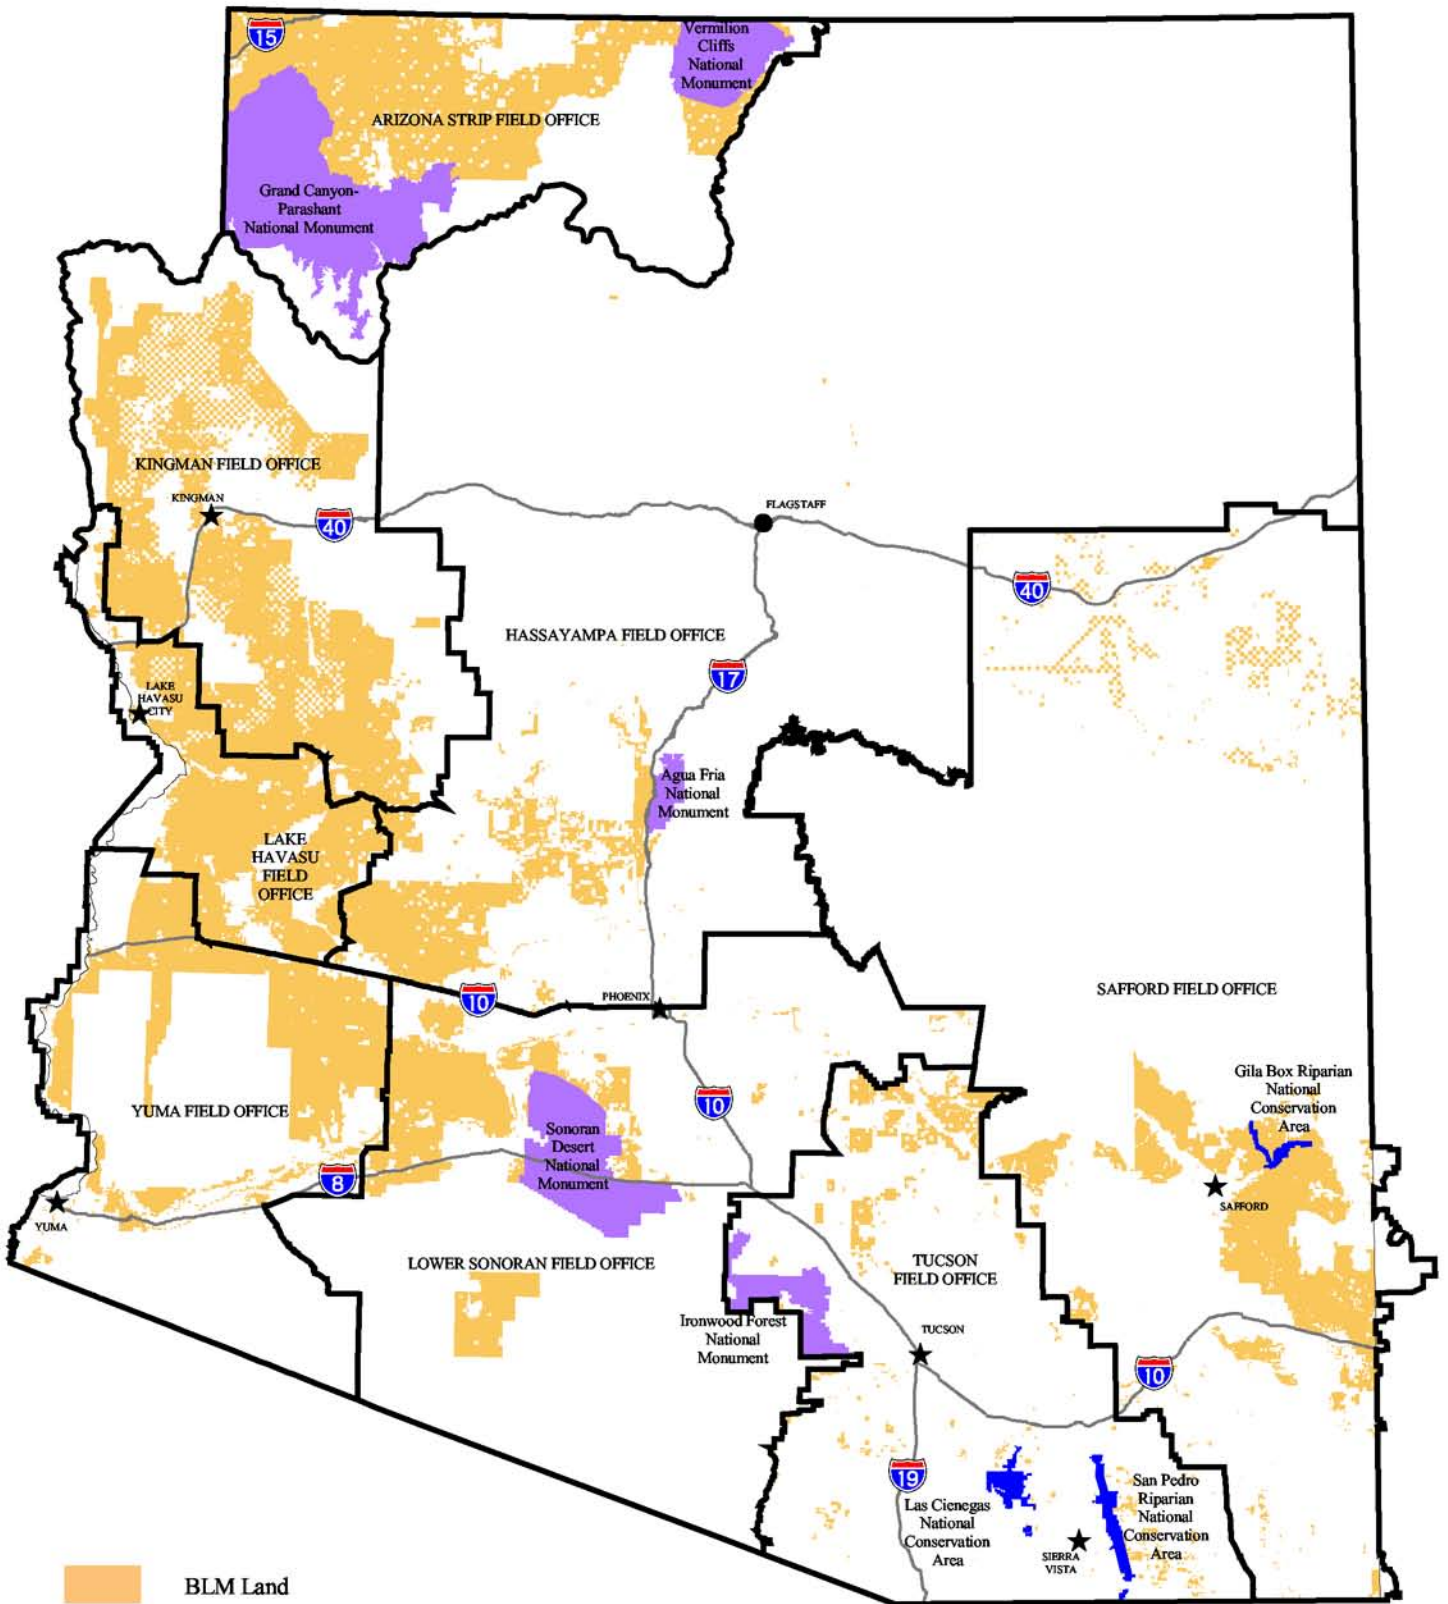 15
Vermilion
Cliffs
National
Monument
ARIZONA STRIP FIELD OFFICE
Grand Canyon-
Parashant
National Monument
KINGMAN FIELD OFFICE
KINGMAN
40
FLAGSTAFF
40
HASSAYAMPA FIELD OFFICE
17
LAKE
HAVASU
CITY
Agua Fria
National
Monument
LAKE
HAVASU
FIELD
OFFICE
10
PHOENIX
SAFFORD FIELD OFFICE
Gila Box Riparian
National
Conservation
Area
YUMA FIELD OFFICE
10
Sonoran
Desert
National
Monument
8
SAFFORD
YUMA
LOWER SONORAN FIELD OFFICE
TUCSON
FIELD OFFICE
Ironwood Forest
National
Monument
TUCSON
10
19
Las Cienegas
National
Conservation
Area
San Pedro
Riparian
National
Conservation
Area
SIERRA
VISTA
BLM Land